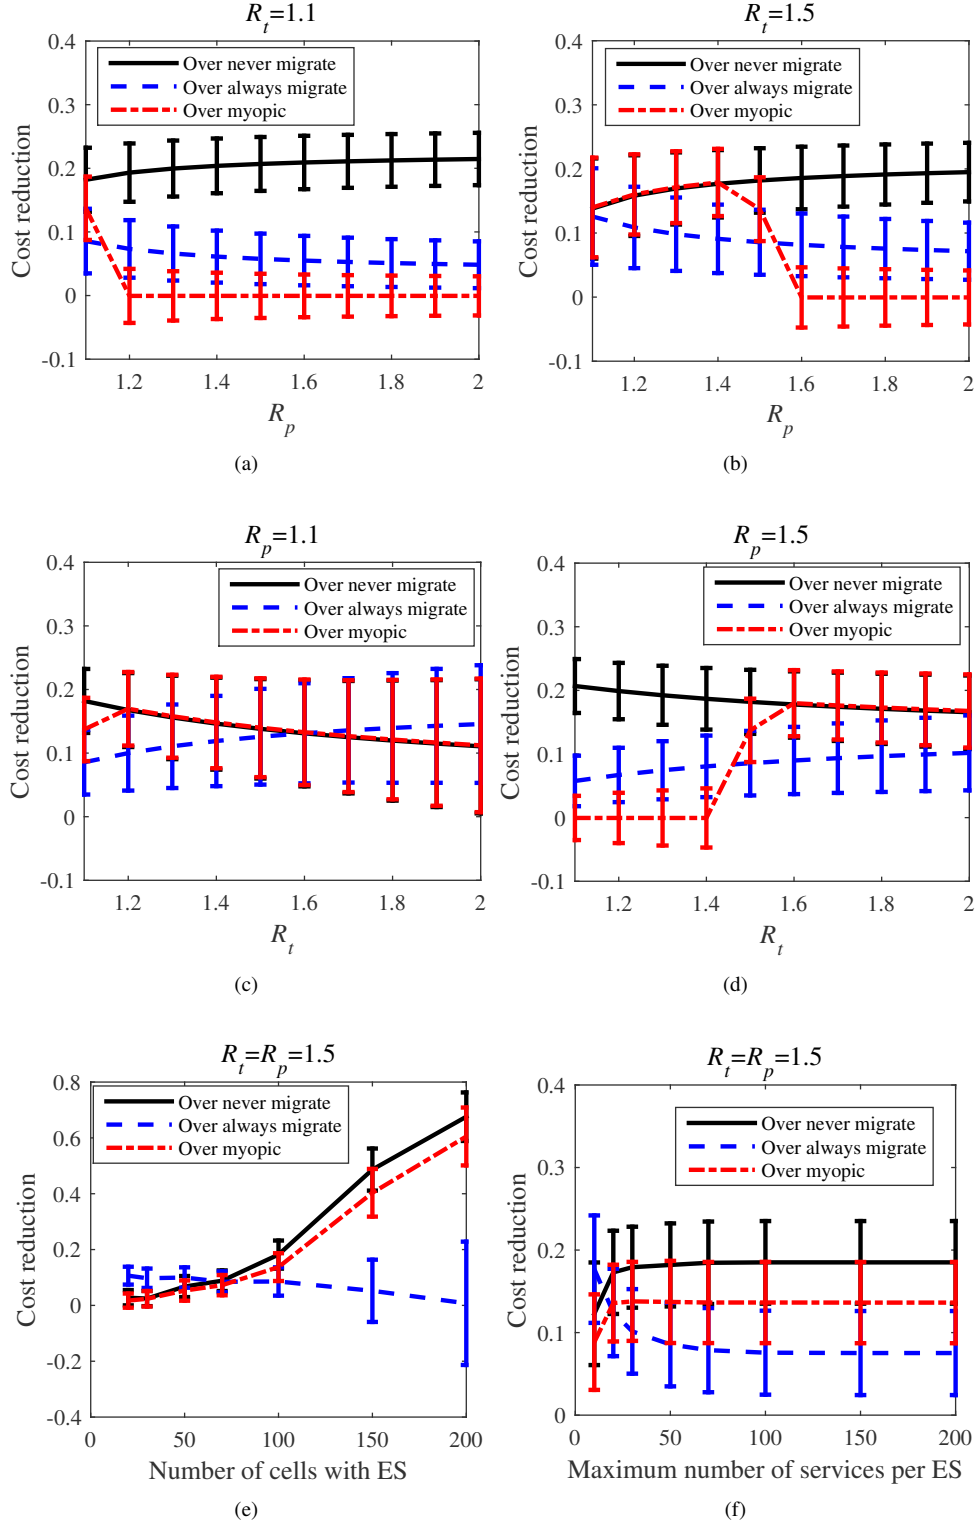 R_t=1.1
0.4
0.3
0.2
0.1
0
-0.1
Cost reduction
Over never migrate
Over always migrate
Over myopic
1.2 1.4 1.6 1.8 2
R_p
(a)
R_t=1.5
0.4
0.3
0.2
0.1
0
-0.1
Cost reduction
Over never migrate
Over always migrate
Over myopic
1.2 1.4 1.6 1.8 2
R_p
(b)
R_p=1.1
0.4
0.3
0.2
0.1
0
-0.1
Cost reduction
Over never migrate
Over always migrate
Over myopic
1.2 1.4 1.6 1.8 2
R_t
(c)
R_p=1.5
0.4
0.3
0.2
0.1
0
-0.1
Cost reduction
Over never migrate
Over always migrate
Over myopic
1.2 1.4 1.6 1.8 2
R_t
(d)
R_t=R_p=1.5
0.8
0.6
0.4
0.2
0
-0.2
-0.4
Cost reduction
Over never migrate
Over always migrate
Over myopic
0 50 100 150 200
Number of cells with ES
(e)
R_t=R_p=1.5
0.4
0.3
0.2
0.1
0
Cost reduction
Over never migrate
Over always migrate
Over myopic
0 50 100 150 200
Maximum number of services per ES
(f)